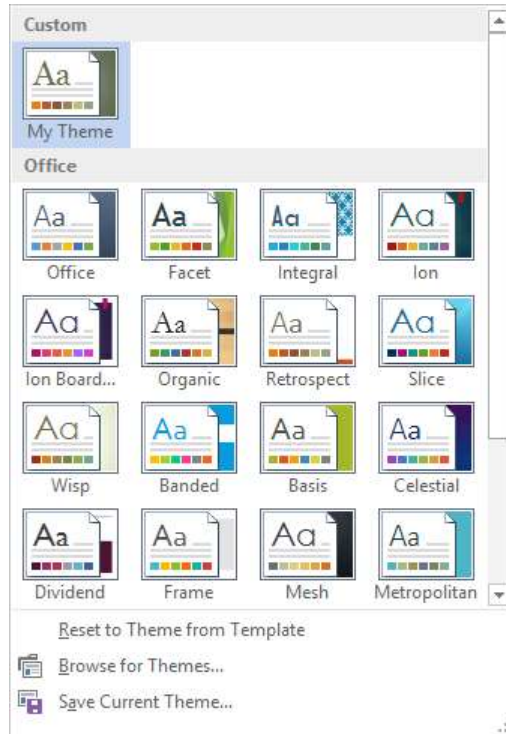 Custom
Aa
My Theme
Office
Aa Aa Aa Aa
Office Facet Integral Ion
Aa Aa Aa Aa
Ion Board... Organic Retrospect Slice
Aa Aa Aa Aa
Wisp Banded Basis Celestial
Aa Aa Aa Aa
Dividend Frame Mesh Metropolitan
Reset to Theme from Template
Browse for Themes...
Save Current Theme...